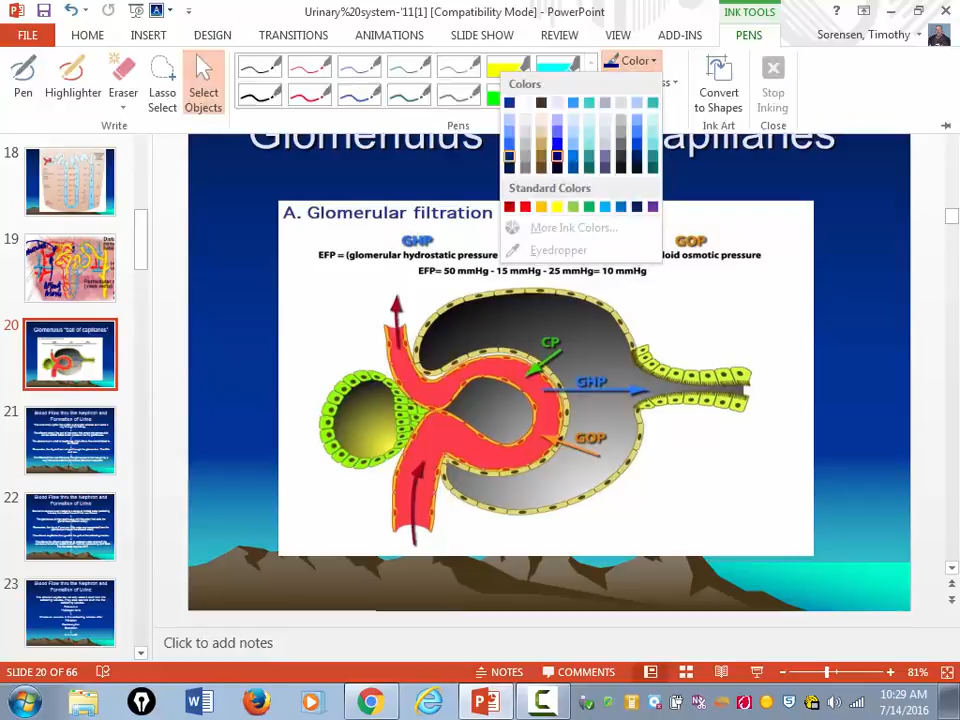 Urinary%20system-'11[1] [Compatibility Mode] - PowerPoint
INK TOOLS
FILE HOME INSERT DESIGN TRANSITIONS ANIMATIONS SLIDE SHOW REVIEW VIEW ADD-INS PENS
Sorensen, Timothy
Pen
Highlighter
Eraser
Lasso
Select
Select
Objects
Color
Convert
to Shapes
Stop
Inking
Write
Pens
Ink Art
Close
Colors
Standard Colors
More Ink Colors...
Eyedropper
18
19
20
Glomerulus "ball of capillaries"
21
Blood Flow thru the Nephron and
Formation of Urine
22
Blood Flow thru the Nephron and
Formation of Urine
23
Blood Flow thru the Nephron and
Formation of Urine
A. Glomerular filtration
GHP
GOP
EFP = (glomerular hydrostatic pressure
loid osmotic pressure
EFP= 50 mmHg - 15 mmHg - 25 mmHg= 10 mmHg
CP
GHP
GOP
Click to add notes
SLIDE 20 OF 66
NOTES
COMMENTS
81%
10:29 AM
7/14/2016